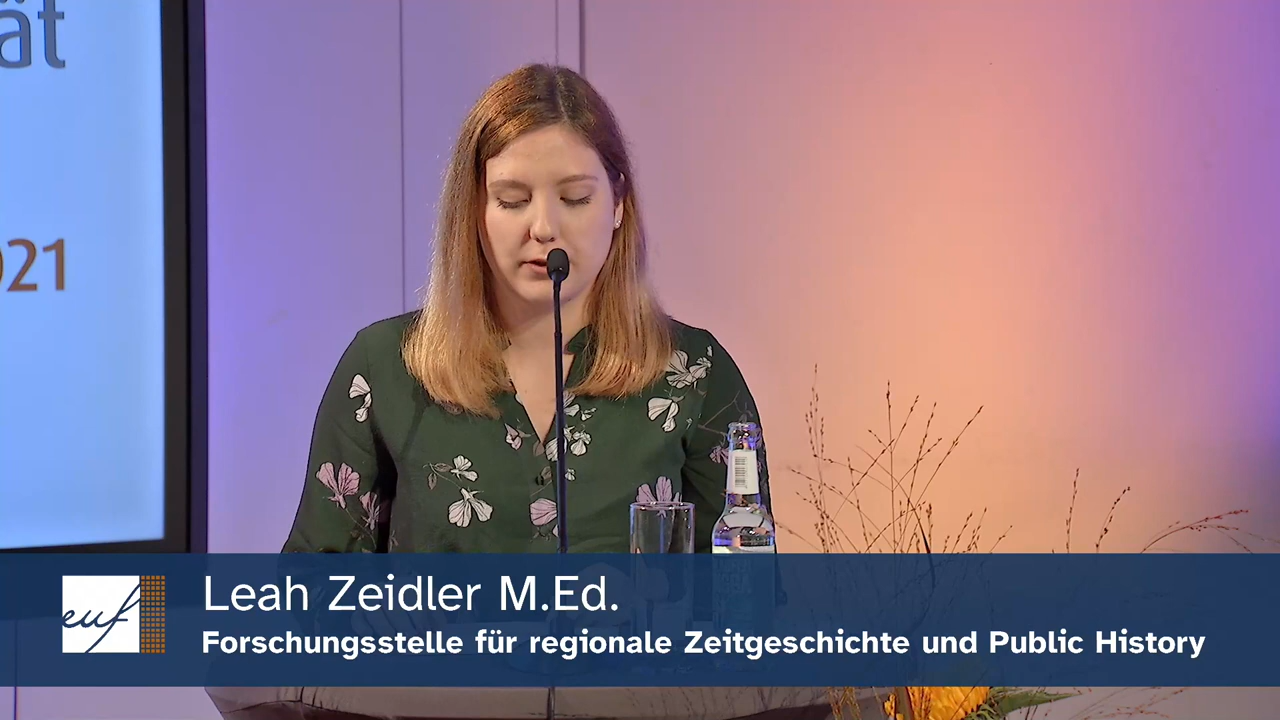 ät
021
euf
Leah Zeidler M.Ed.
Forschungsstelle für regionale Zeitgeschichte und Public History